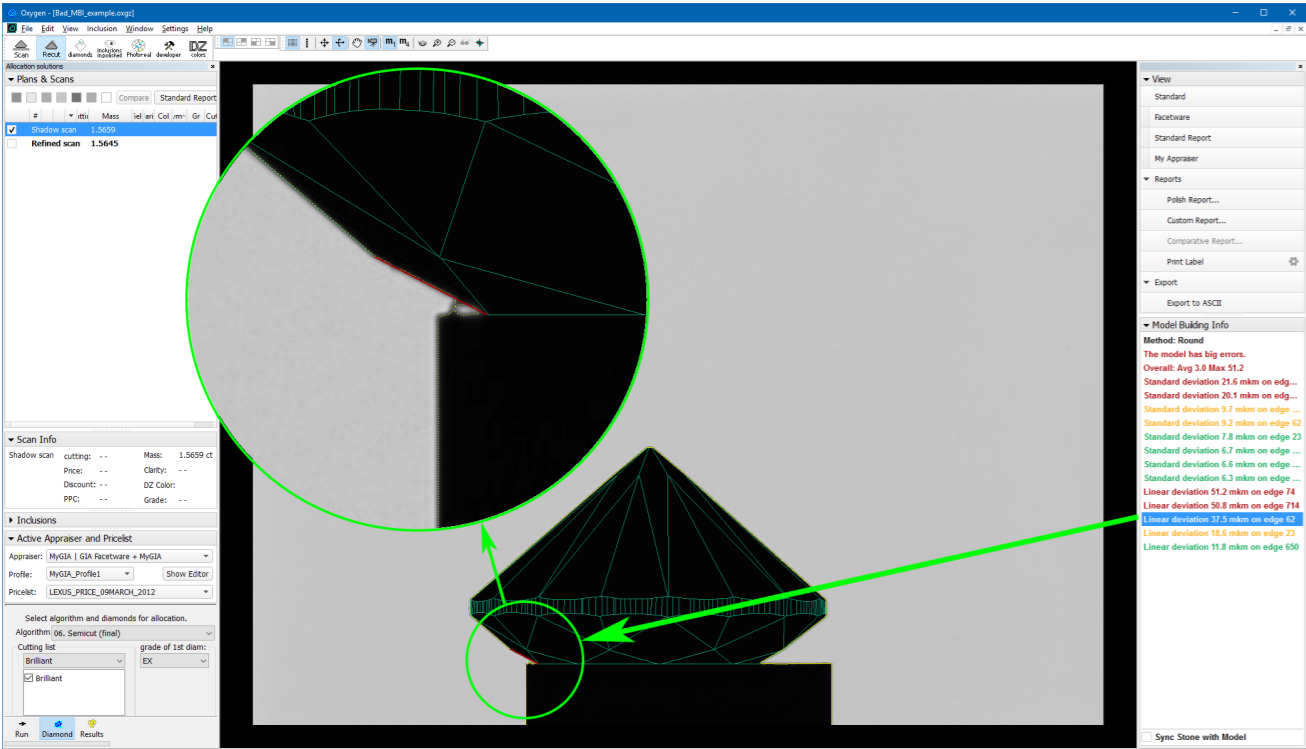 Oxygen - [Bad_MBI_example.oxgz]
File Edit View Inclusion Window Settings Help
Scan Recut diamonds inclusions inpolished Photoreal developer DZ colors
m₁
Allocation solutions
Plans & Scans
Compare Standard Report
# Mass Col Gr Cut
Shadow scan 1.5659
Refined scan 1.5645
Scan Info
Shadow scan cutting: -- Mass: 1.5659 ct
Price: -- Clarity: --
Discount: -- DZ Color:
PPC: -- Grade: --
Inclusions
Active Appraiser and Pricelist
Appraiser: MyGIA | GIA Facetware + MyGIA
Profile: MyGIA_Profile1 Show Editor
Pricelist: LEXUS_PRICE_09MARCH_2012
Select algorithm and diamonds for allocation.
Algorithm 06. Semicut (final)
Cutting list grade of 1st diam:
Brilliant EX
Brilliant
Run Diamond Results
View
Standard
Facetware
Standard Report
My Appraiser
Reports
Polish Report...
Custom Report...
Comparative Report...
Print Label
Export
Export to ASCII
Model Building Info
Method: Round
The model has big errors.
Overall: Avg 3.0 Max 51.2
Standard deviation 21.6 mkm on edg...
Standard deviation 20.1 mkm on edg...
Standard deviation 9.7 mkm on edge ...
Standard deviation 9.2 mkm on edge 62
Standard deviation 7.8 mkm on edge 23
Standard deviation 6.7 mkm on edge ...
Standard deviation 6.6 mkm on edge ...
Standard deviation 6.3 mkm on edge ...
Linear deviation 51.2 mkm on edge 74
Linear deviation 50.8 mkm on edge 714
Linear deviation 37.5 mkm on edge 62
Linear deviation 18.6 mkm on edge 23
Linear deviation 11.8 mkm on edge 650
Sync Stone with Model